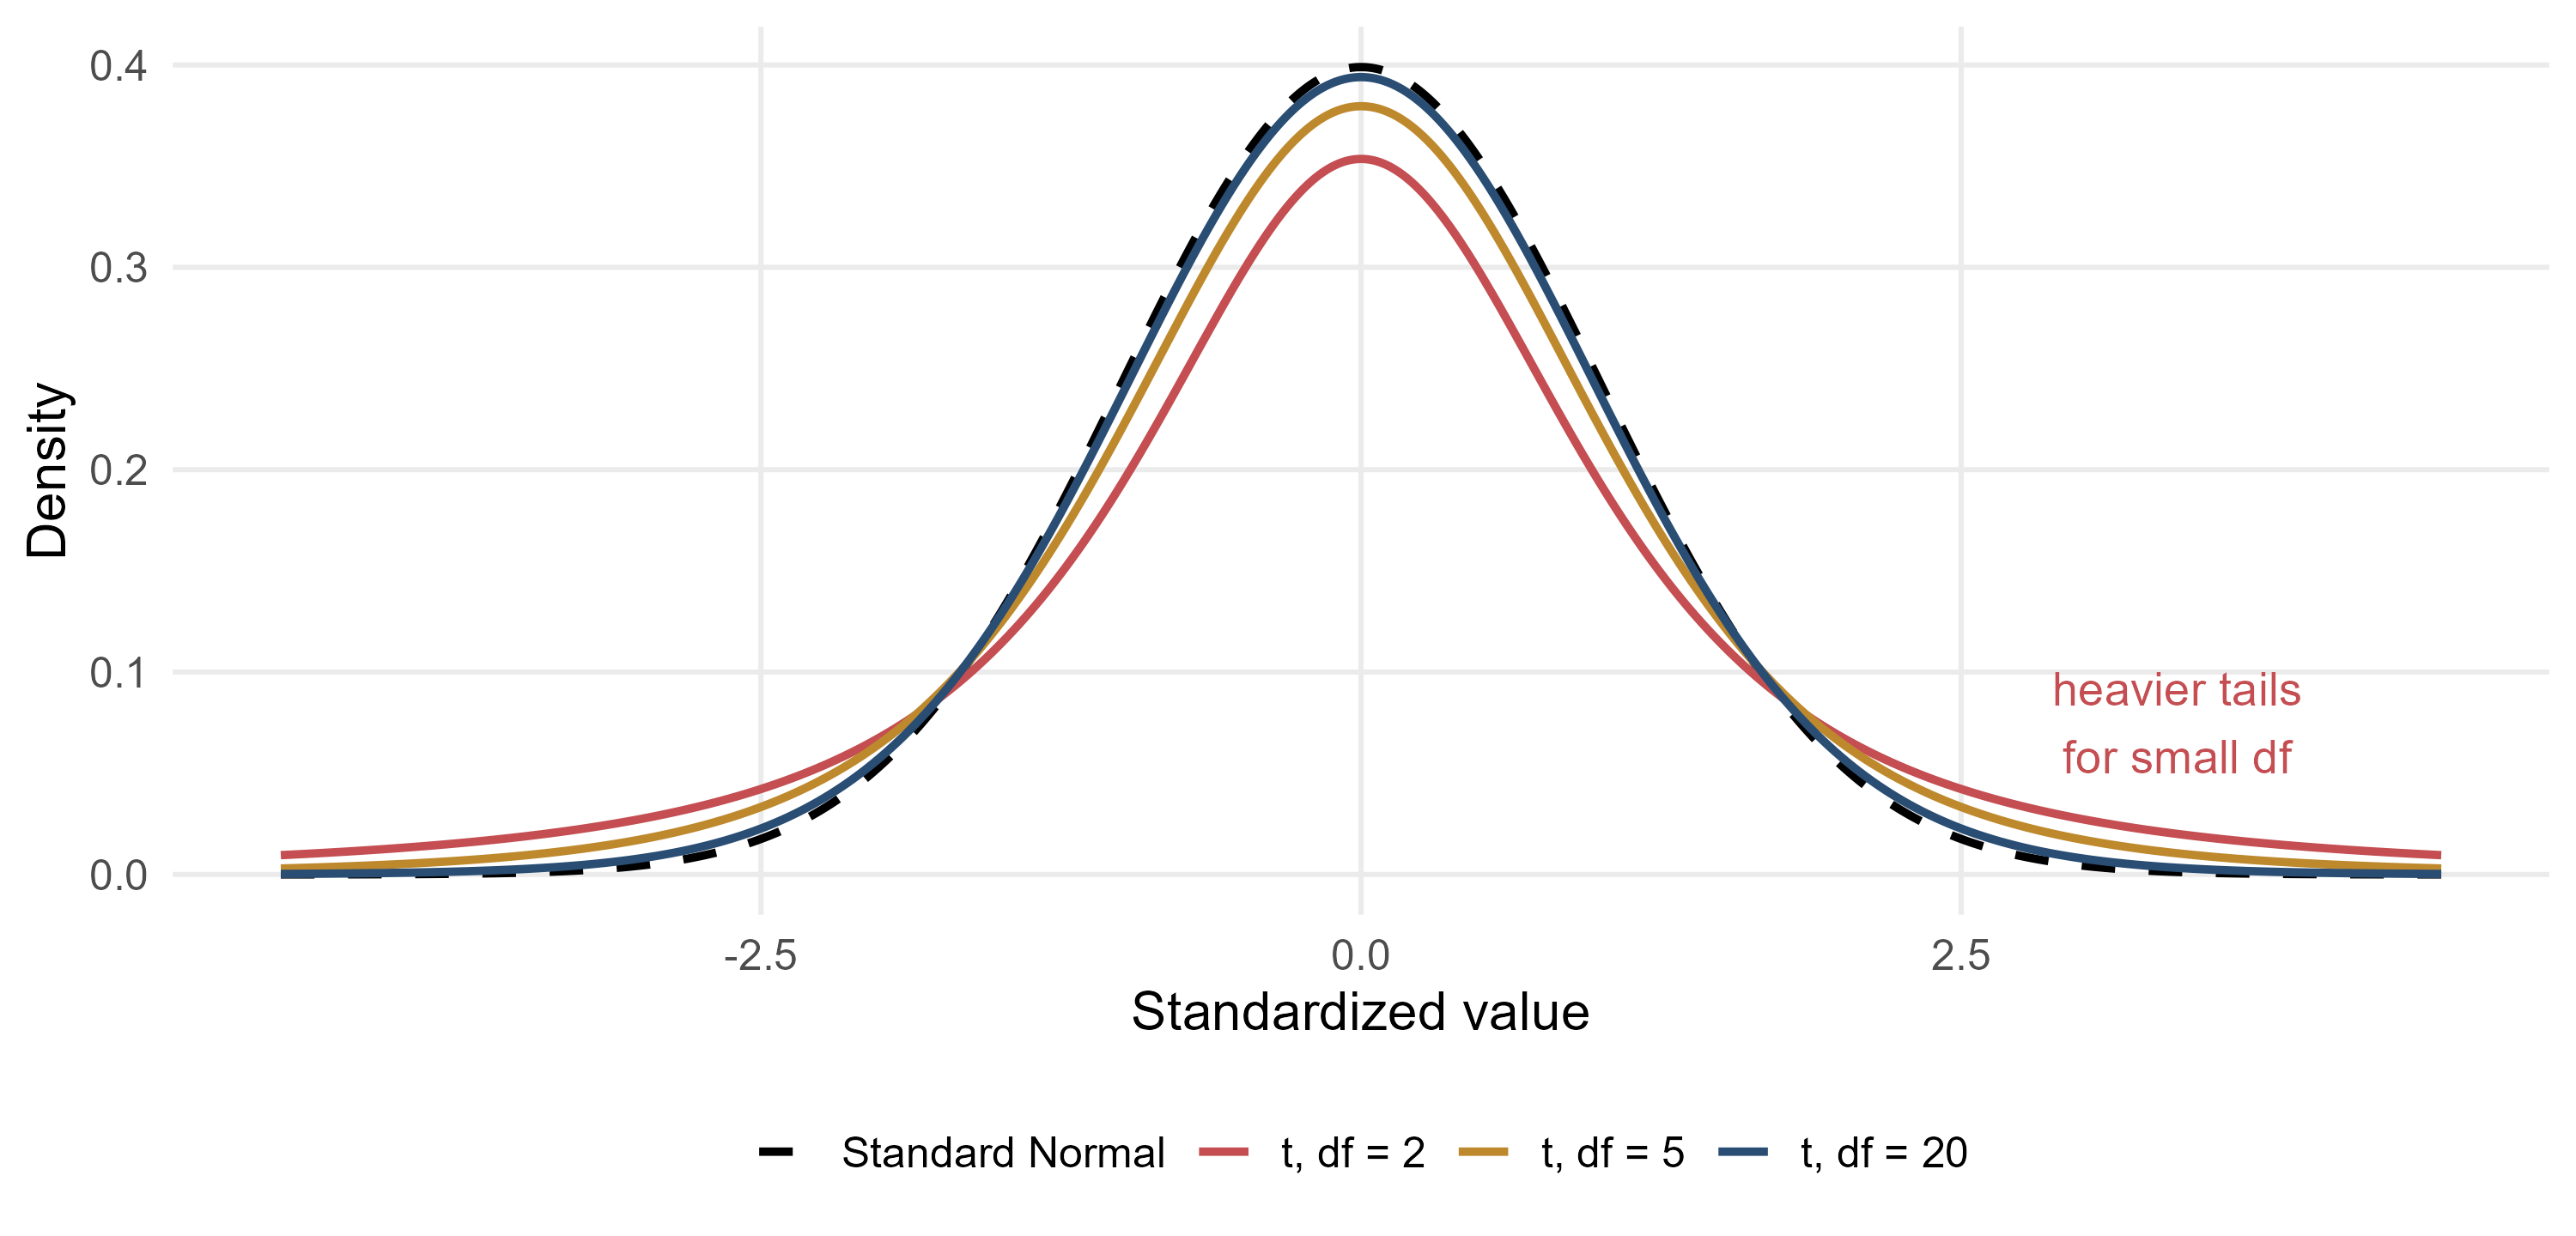 0.4
0.3
0.2
0.1
0.0
Density
heavier tails
for small df
-2.5 0.0 2.5
Standardized value
Standard Normal t, df = 2 t, df = 5 t, df = 20